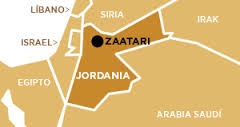 LÍBANO>
SIRIA
IRAK
ISRAEL>
ZAATARI
EGIPTO
JORDANIA
ARABIA SAUDÍ